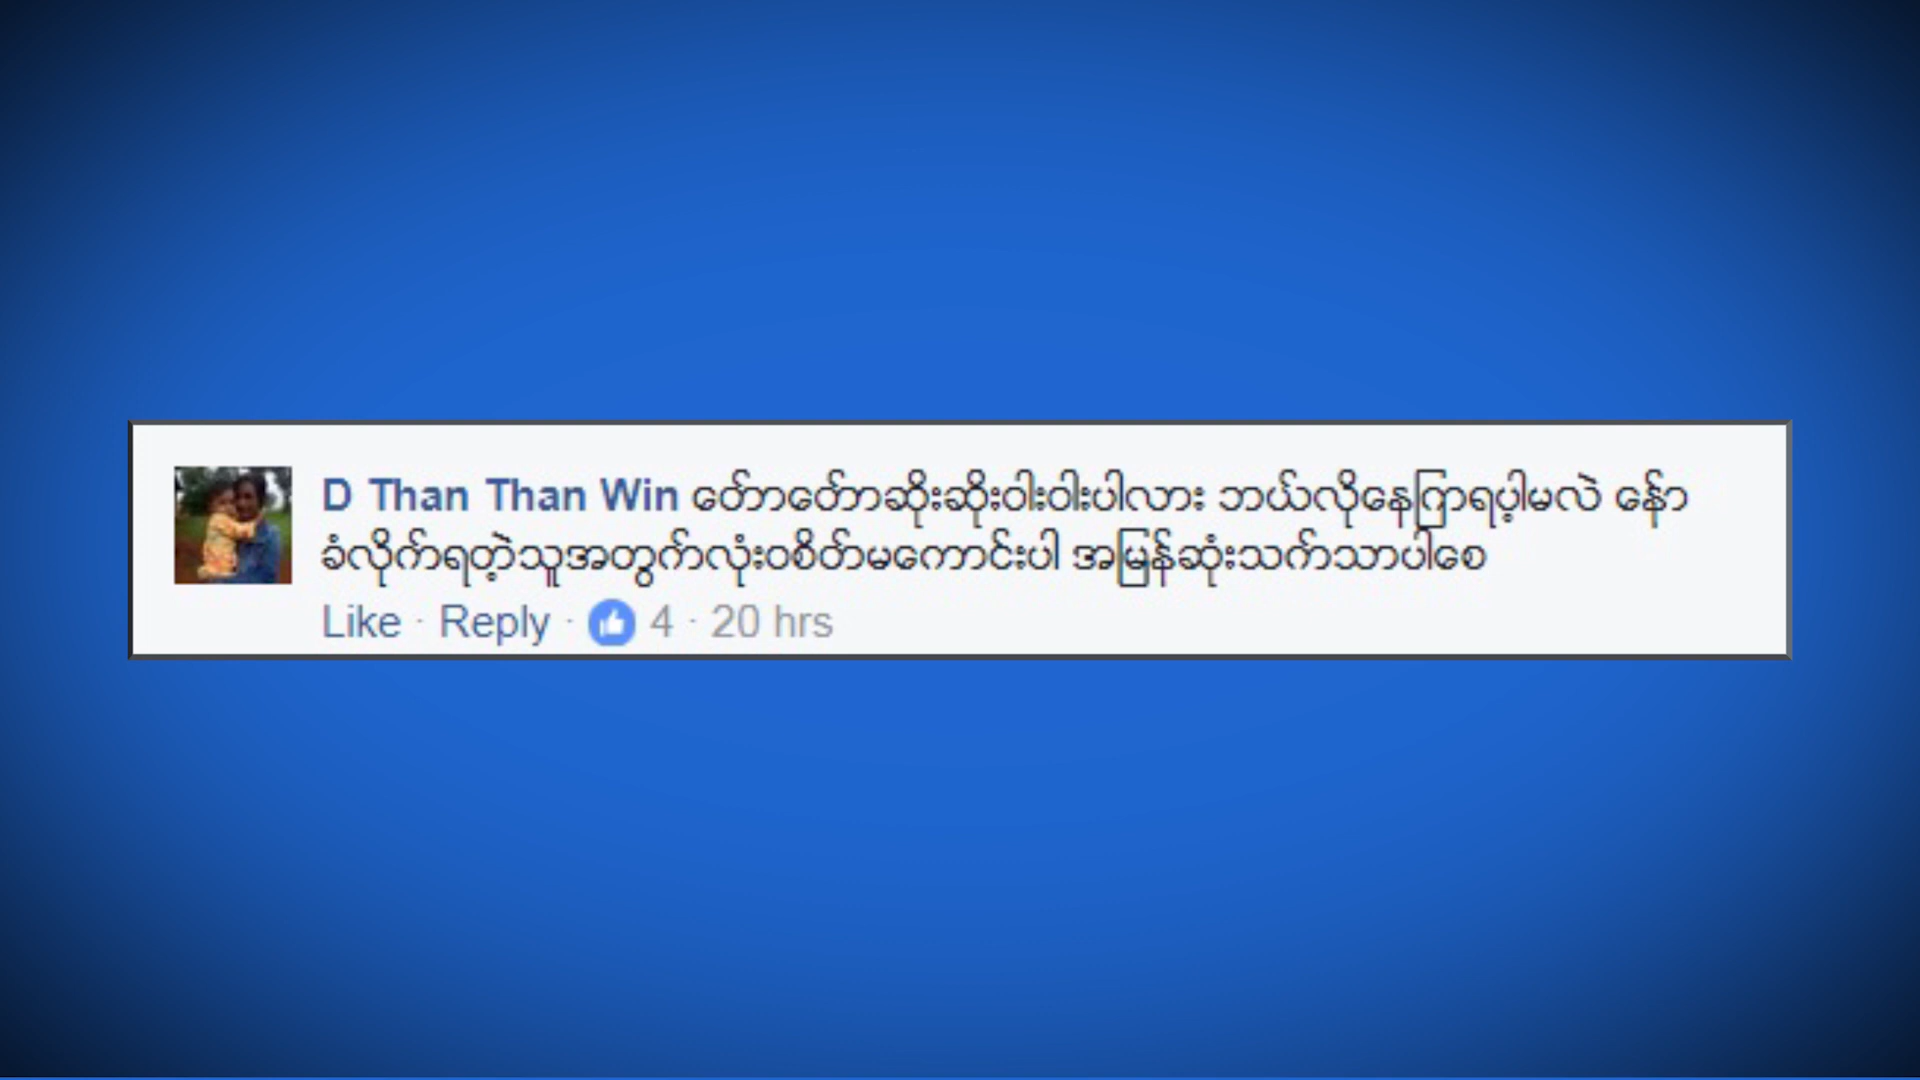 D Than Than Win တော်တော်ဆိုးဆိုးဝါးဝါးပါလား ဘယ်လိုနေကြရပ့ါမလဲ နော်
ခံလိုက်ရတဲ့သူအတွက်လုံးဝစိတ်မကောင်းပါ အမြန်ဆုံးသက်သာပါစေ
Like · Reply · 4 · 20 hrs